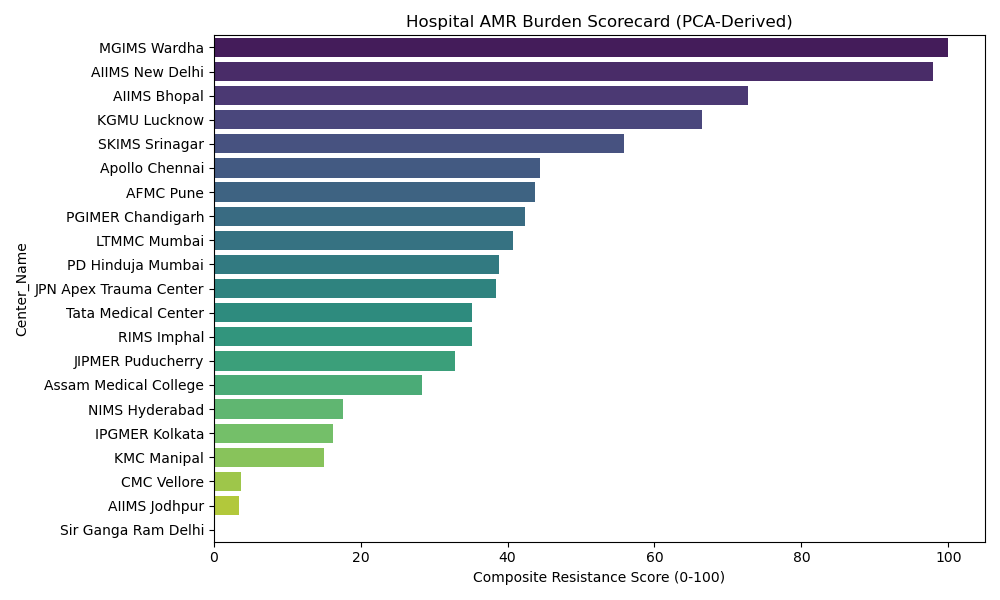 Hospital AMR Burden Scorecard (PCA-Derived)
Center_Name
MGIMS Wardha
AIIMS New Delhi
AIIMS Bhopal
KGMU Lucknow
SKIMS Srinagar
Apollo Chennai
AFMC Pune
PGIMER Chandigarh
LTMMC Mumbai
PD Hinduja Mumbai
JPN Apex Trauma Center
Tata Medical Center
RIMS Imphal
JIPMER Puducherry
Assam Medical College
NIMS Hyderabad
IPGMER Kolkata
KMC Manipal
CMC Vellore
AIIMS Jodhpur
Sir Ganga Ram Delhi
0 20 40 60 80 100
Composite Resistance Score (0-100)